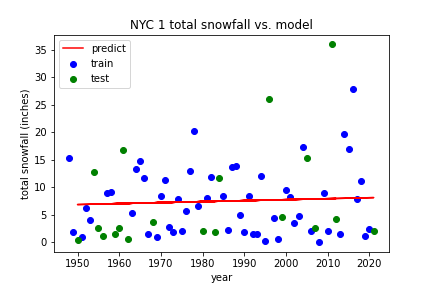 NYC 1 total snowfall vs. model
predict
train
test
total snowfall (inches)
35
30
25
20
15
10
5
0
1950 1960 1970 1980 1990 2000 2010 2020
year